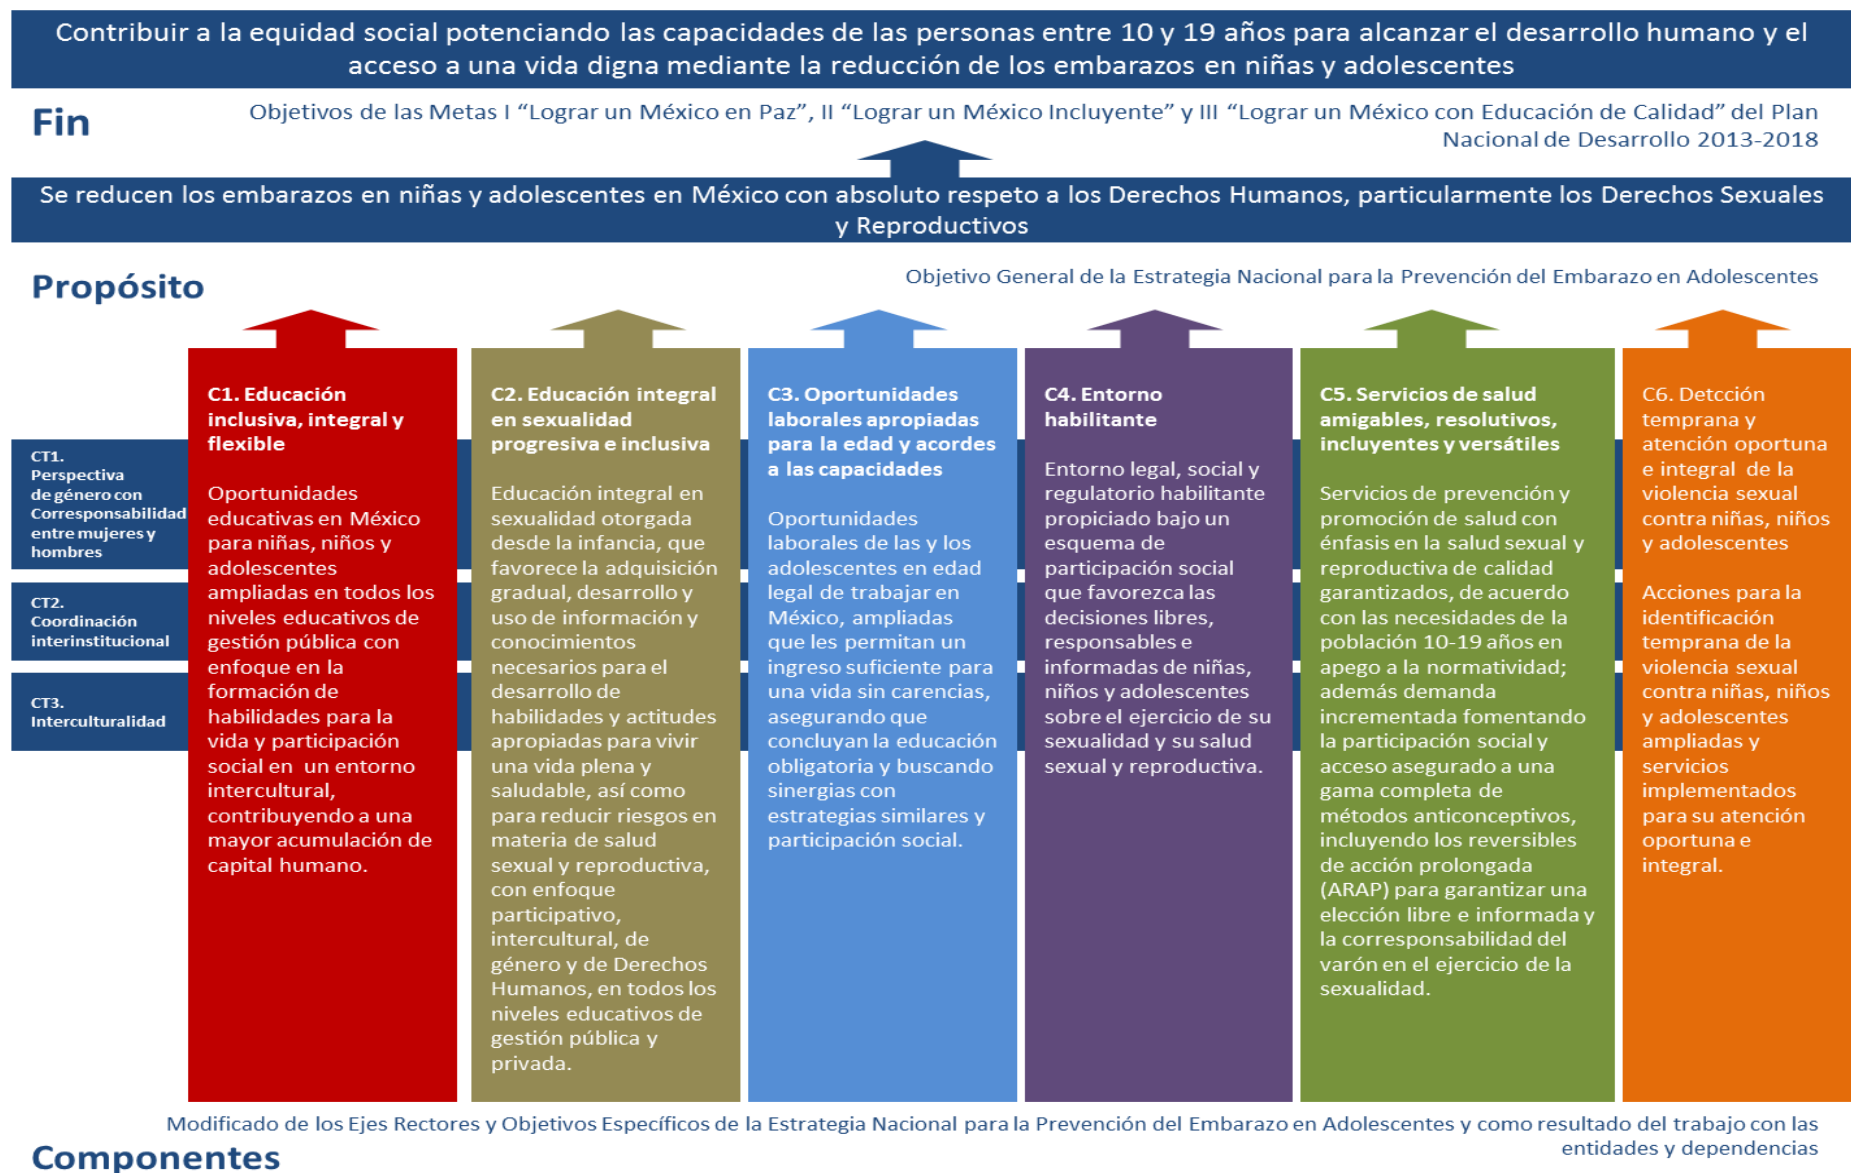 Contribuir a la equidad social potenciando las capacidades de las personas entre 10 y 19 años para alcanzar el desarrollo humano y el
acceso a una vida digna mediante la reducción de los embarazos en niñas y adolescentes
Fin
Objetivos de las Metas I “Lograr un México en Paz”, II “Lograr un México Incluyente” y III “Lograr un México con Educación de Calidad” del Plan
Nacional de Desarrollo 2013-2018
Se reducen los embarazos en niñas y adolescentes en México con absoluto respeto a los Derechos Humanos, particularmente los Derechos Sexuales
y Reproductivos
Propósito
Objetivo General de la Estrategia Nacional para la Prevención del Embarazo en Adolescentes
CT1.
Perspectiva
de género con
Corresponsabilidad
entre mujeres y
hombres
CT2.
Coordinación
interinstitucional
CT3.
Interculturalidad
C1. Educación
inclusiva, integral y
flexible
Oportunidades
educativas en México
para niñas, niños y
adolescentes
ampliadas en todos los
niveles educativos de
gestión pública con
enfoque en la
formación de
habilidades para la
vida y participación
social en un entorno
intercultural,
contribuyendo a una
mayor acumulación de
capital humano.
C2. Educación integral
en sexualidad
progresiva e inclusiva
Educación integral en
sexualidad otorgada
desde la infancia, que
favorece la adquisición
gradual, desarrollo y
uso de información y
conocimientos
necesarios para el
desarrollo de
habilidades y actitudes
apropiadas para vivir
una vida plena y
saludable, así como
para reducir riesgos en
materia de salud
sexual y reproductiva,
con enfoque
participativo,
intercultural, de
género y de Derechos
Humanos, en todos los
niveles educativos de
gestión pública y
privada.
C3. Oportunidades
laborales apropiadas
para la edad y acordes
a las capacidades
Oportunidades
laborales de las y los
adolescentes en edad
legal de trabajar en
México, ampliadas
que les permitan un
ingreso suficiente para
una vida sin carencias,
asegurando que
concluyan la educación
obligatoria y buscando
sinergias con
estrategias similares y
participación social.
C4. Entorno
habilitante
Entorno legal, social y
regulatorio habilitante
propiciado bajo un
esquema de
participación social
que favorezca las
decisiones libres,
responsables e
informadas de niñas,
niños y adolescentes
sobre el ejercicio de su
sexualidad y su salud
sexual y reproductiva.
C5. Servicios de salud
amigables, resolutivos,
incluyentes y versátiles
Servicios de prevención y
promoción de salud con
énfasis en la salud sexual y
reproductiva de calidad
garantizados, de acuerdo
con las necesidades de la
población 10-19 años en
apego a la normatividad;
además demanda
incrementada fomentando
la participación social y
acceso asegurado a una
gama completa de
métodos anticonceptivos,
incluyendo los reversibles
de acción prolongada
(ARAP) para garantizar una
elección libre e informada y
la corresponsabilidad del
varón en el ejercicio de la
sexualidad.
C6. Detcción
temprana y
atención oportuna
e integral de la
violencia sexual
contra niñas, niños
y adolescentes
Acciones para la
identificación
temprana de la
violencia sexual
contra niñas, niños
y adolescentes
ampliadas y
servicios
implementados
para su atención
oportuna e
integral.
Modificado de los Ejes Rectores y Objetivos Específicos de la Estrategia Nacional para la Prevención del Embarazo en Adolescentes y como resultado del trabajo con las
entidades y dependencias
Componentes